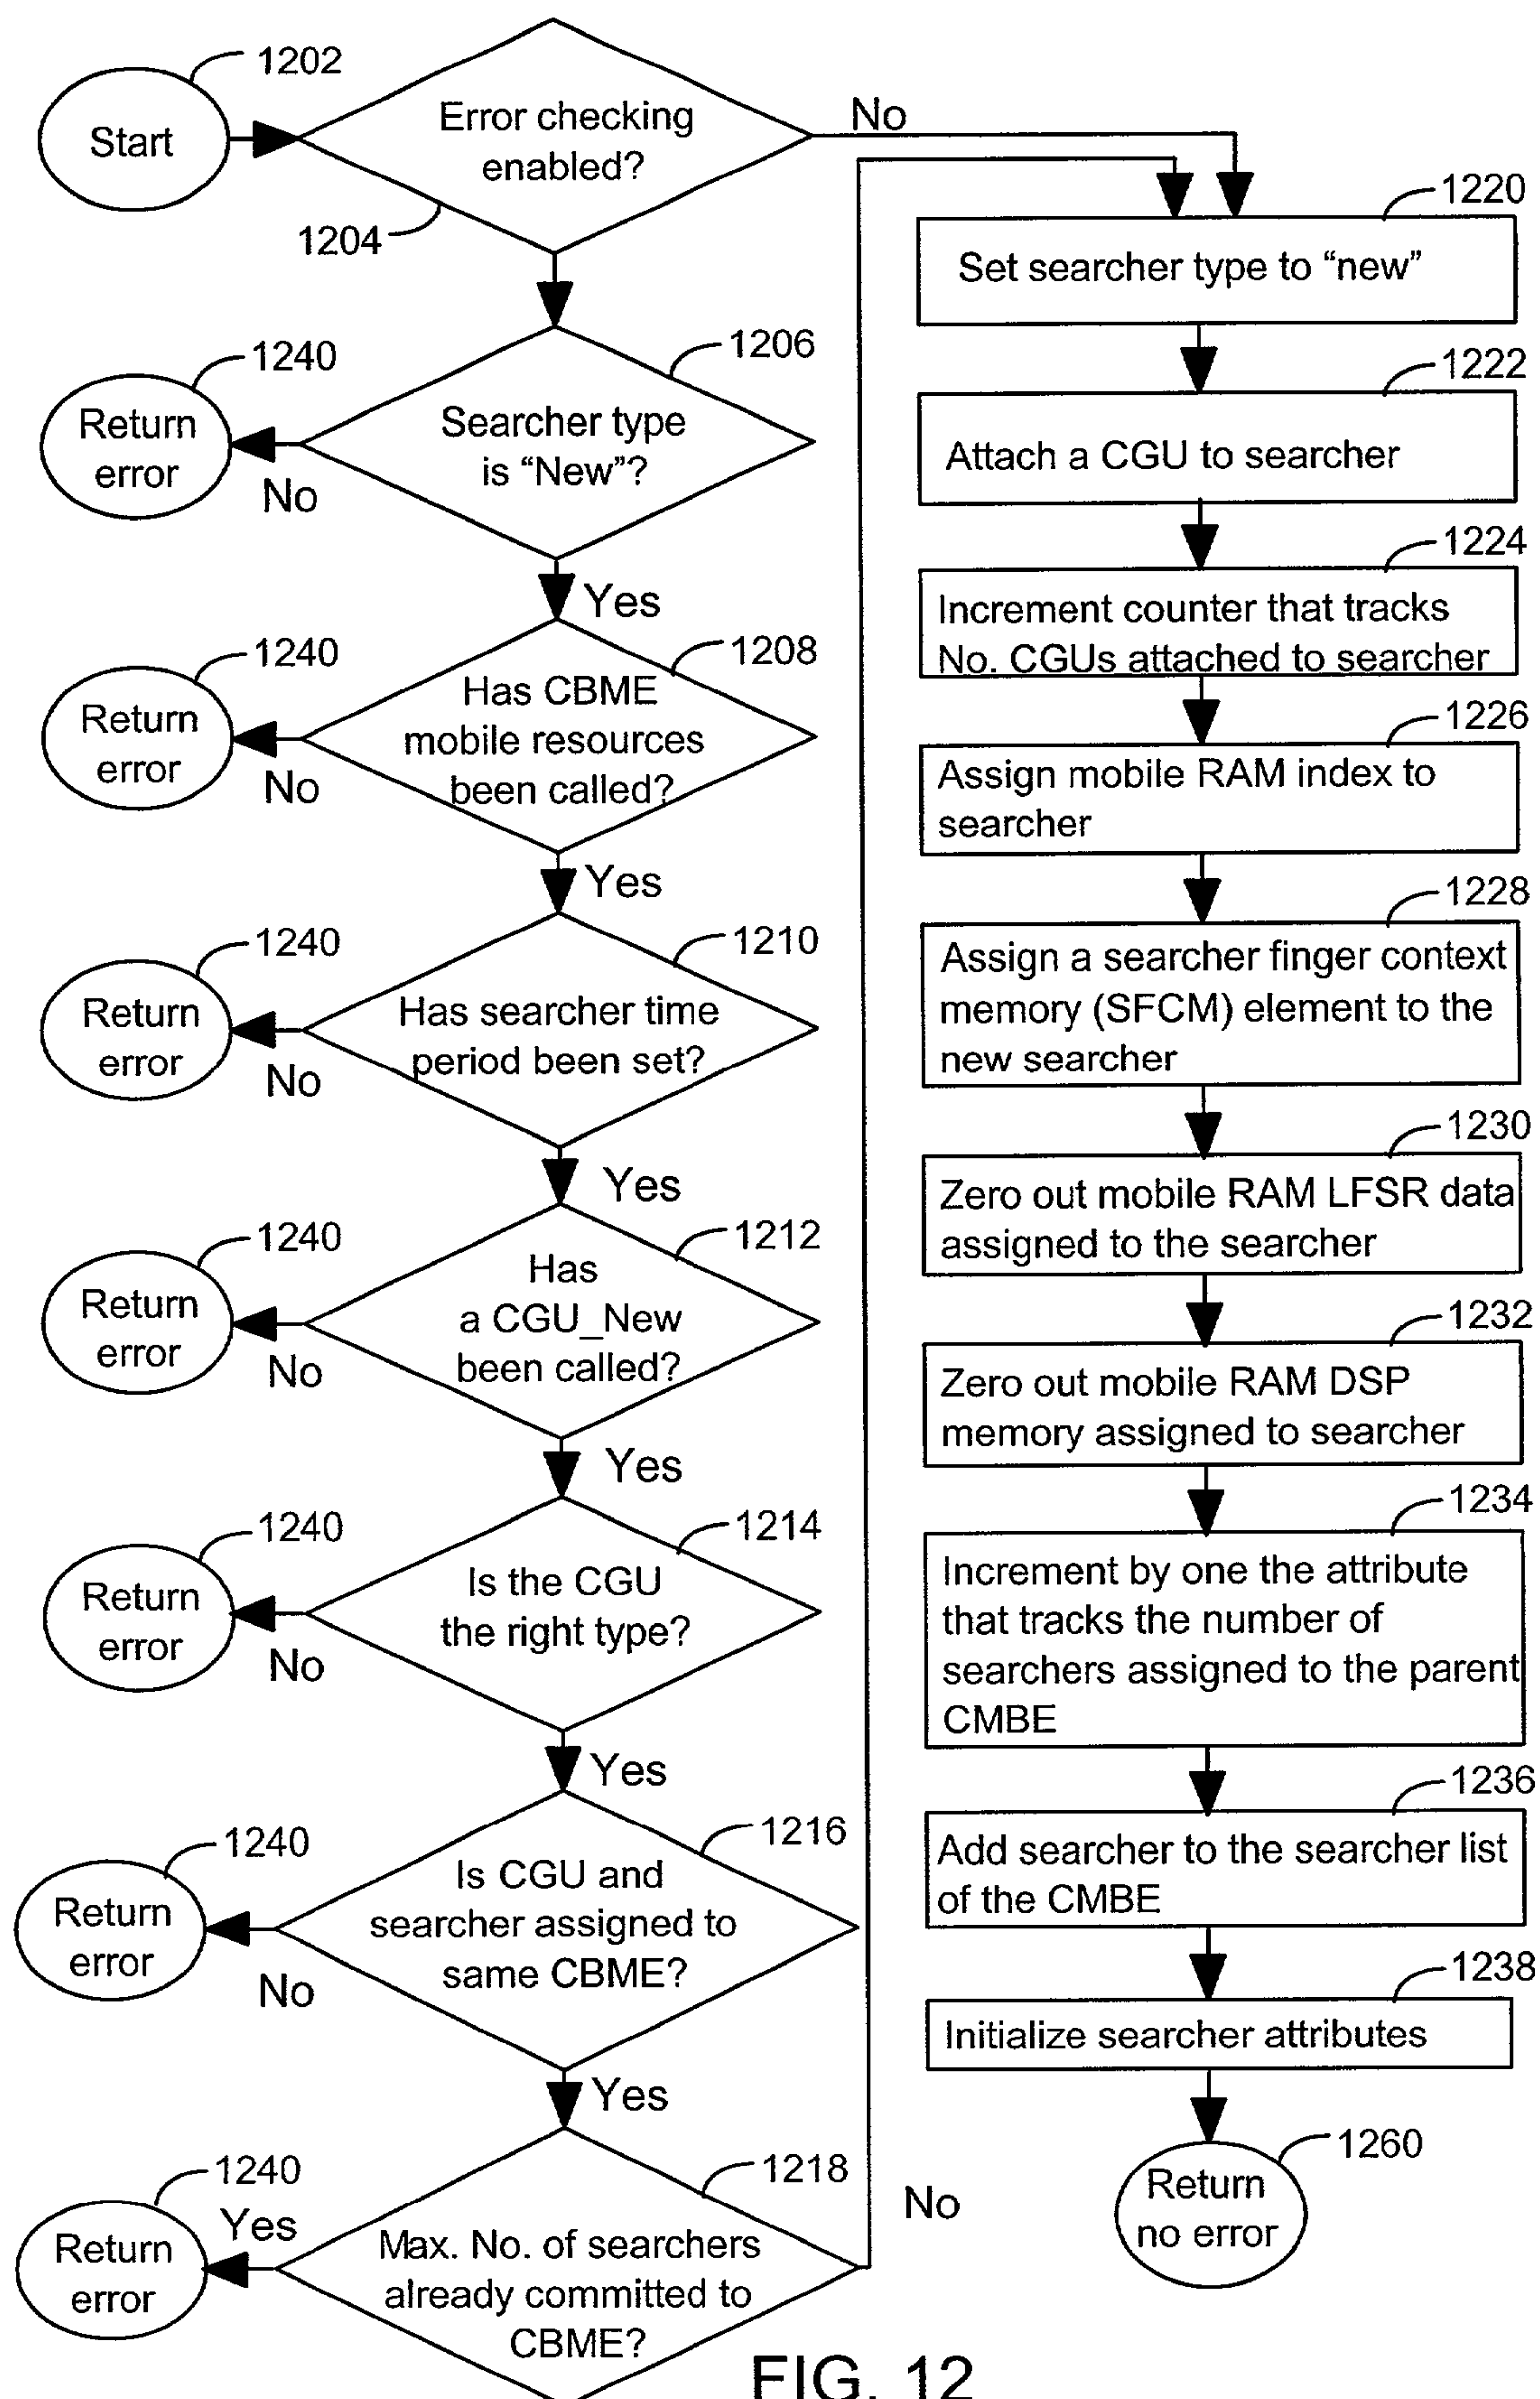 1202
Start
Error checking
enabled?
No
1204
1206
Searcher type
is “New”?
1240
Return
error
No
Yes
1208
Has CBME
mobile resources
been called?
1240
Return
error
No
Yes
1210
Has searcher time
period been set?
1240
Return
error
No
Yes
1212
Has
a CGU_New
been called?
1240
Return
error
No
Yes
1214
Is the CGU
the right type?
1240
Return
error
No
Yes
1216
Is CGU and
searcher assigned to
same CBME?
1240
Return
error
No
Yes
1218
Max. No. of searchers
already committed to
CBME?
1240
Yes
Return
error
No
1220
Set searcher type to “new”
1222
Attach a CGU to searcher
1224
Increment counter that tracks
No. CGUs attached to searcher
1226
Assign mobile RAM index to
searcher
1228
Assign a searcher finger context
memory (SFCM) element to the
new searcher
1230
Zero out mobile RAM LFSR data
assigned to the searcher
1232
Zero out mobile RAM DSP
memory assigned to searcher
1234
Increment by one the attribute
that tracks the number of
searchers assigned to the parent
CMBE
1236
Add searcher to the searcher list
of the CMBE
1238
Initialize searcher attributes
1260
Return
no error
FIG. 12